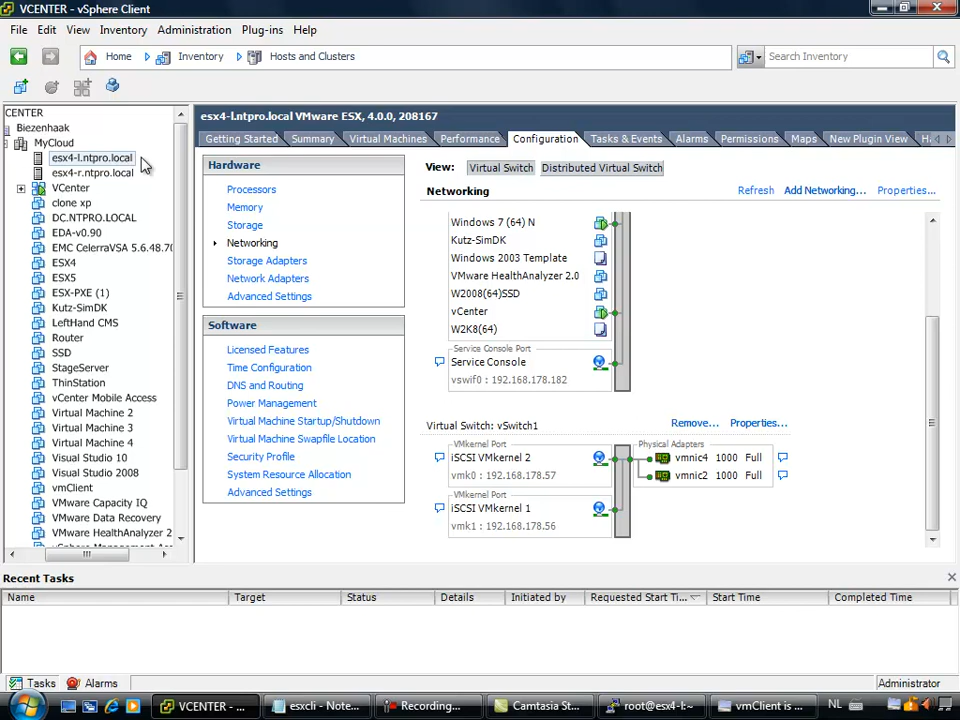 VCENTER - vSphere Client
File Edit View Inventory Administration Plug-ins Help
Home Inventory Hosts and Clusters
Search Inventory
CENTER
Biezenhaak
MyCloud
esx4-l.ntpro.local
esx4-r.ntpro.local
VCenter
clone xp
DC.NTPRO.LOCAL
EDA-v0.90
EMC CelerraVSA 5.6.48.70
ESX4
ESX5
ESX-PXE (1)
Kutz-SimDK
LeftHand CMS
Router
SSD
StageServer
ThinStation
vCenter Mobile Access
Virtual Machine 2
Virtual Machine 3
Virtual Machine 4
Visual Studio 10
Visual Studio 2008
vmClient
VMware Capacity IQ
VMware Data Recovery
VMware HealthAnalyzer 2
esx4-l.ntpro.local VMware ESX, 4.0.0, 208167
Getting Started Summary Virtual Machines Performance Configuration Tasks & Events Alarms Permissions Maps New Plugin View
Hardware
Processors
Memory
Storage
Networking
Storage Adapters
Network Adapters
Advanced Settings
Software
Licensed Features
Time Configuration
DNS and Routing
Power Management
Virtual Machine Startup/Shutdown
Virtual Machine Swapfile Location
Security Profile
System Resource Allocation
Advanced Settings
View: Virtual Switch Distributed Virtual Switch
Networking
Refresh Add Networking... Properties...
Windows 7 (64) N
Kutz-SimDK
Windows 2003 Template
VMware HealthAnalyzer 2.0
W2008(64)SSD
vCenter
W2K8(64)
Service Console Port
Service Console
vswif0 : 192.168.178.182
Virtual Switch: vSwitch1 Remove... Properties...
VMkernel Port
iSCSI VMkernel 2
vmk0 : 192.168.178.57
VMkernel Port
iSCSI VMkernel 1
vmk1 : 192.168.178.56
Physical Adapters
vmnic4 1000 Full
vmnic2 1000 Full
Recent Tasks
Name Target Status Details Initiated by Requested Start Ti... Start Time Completed Time
Tasks Alarms
Administrator
VCENTER - ... esxcli - Note... Recording... Camtasia St... root@esx4-l:~ vmClient is ... NL 9:00